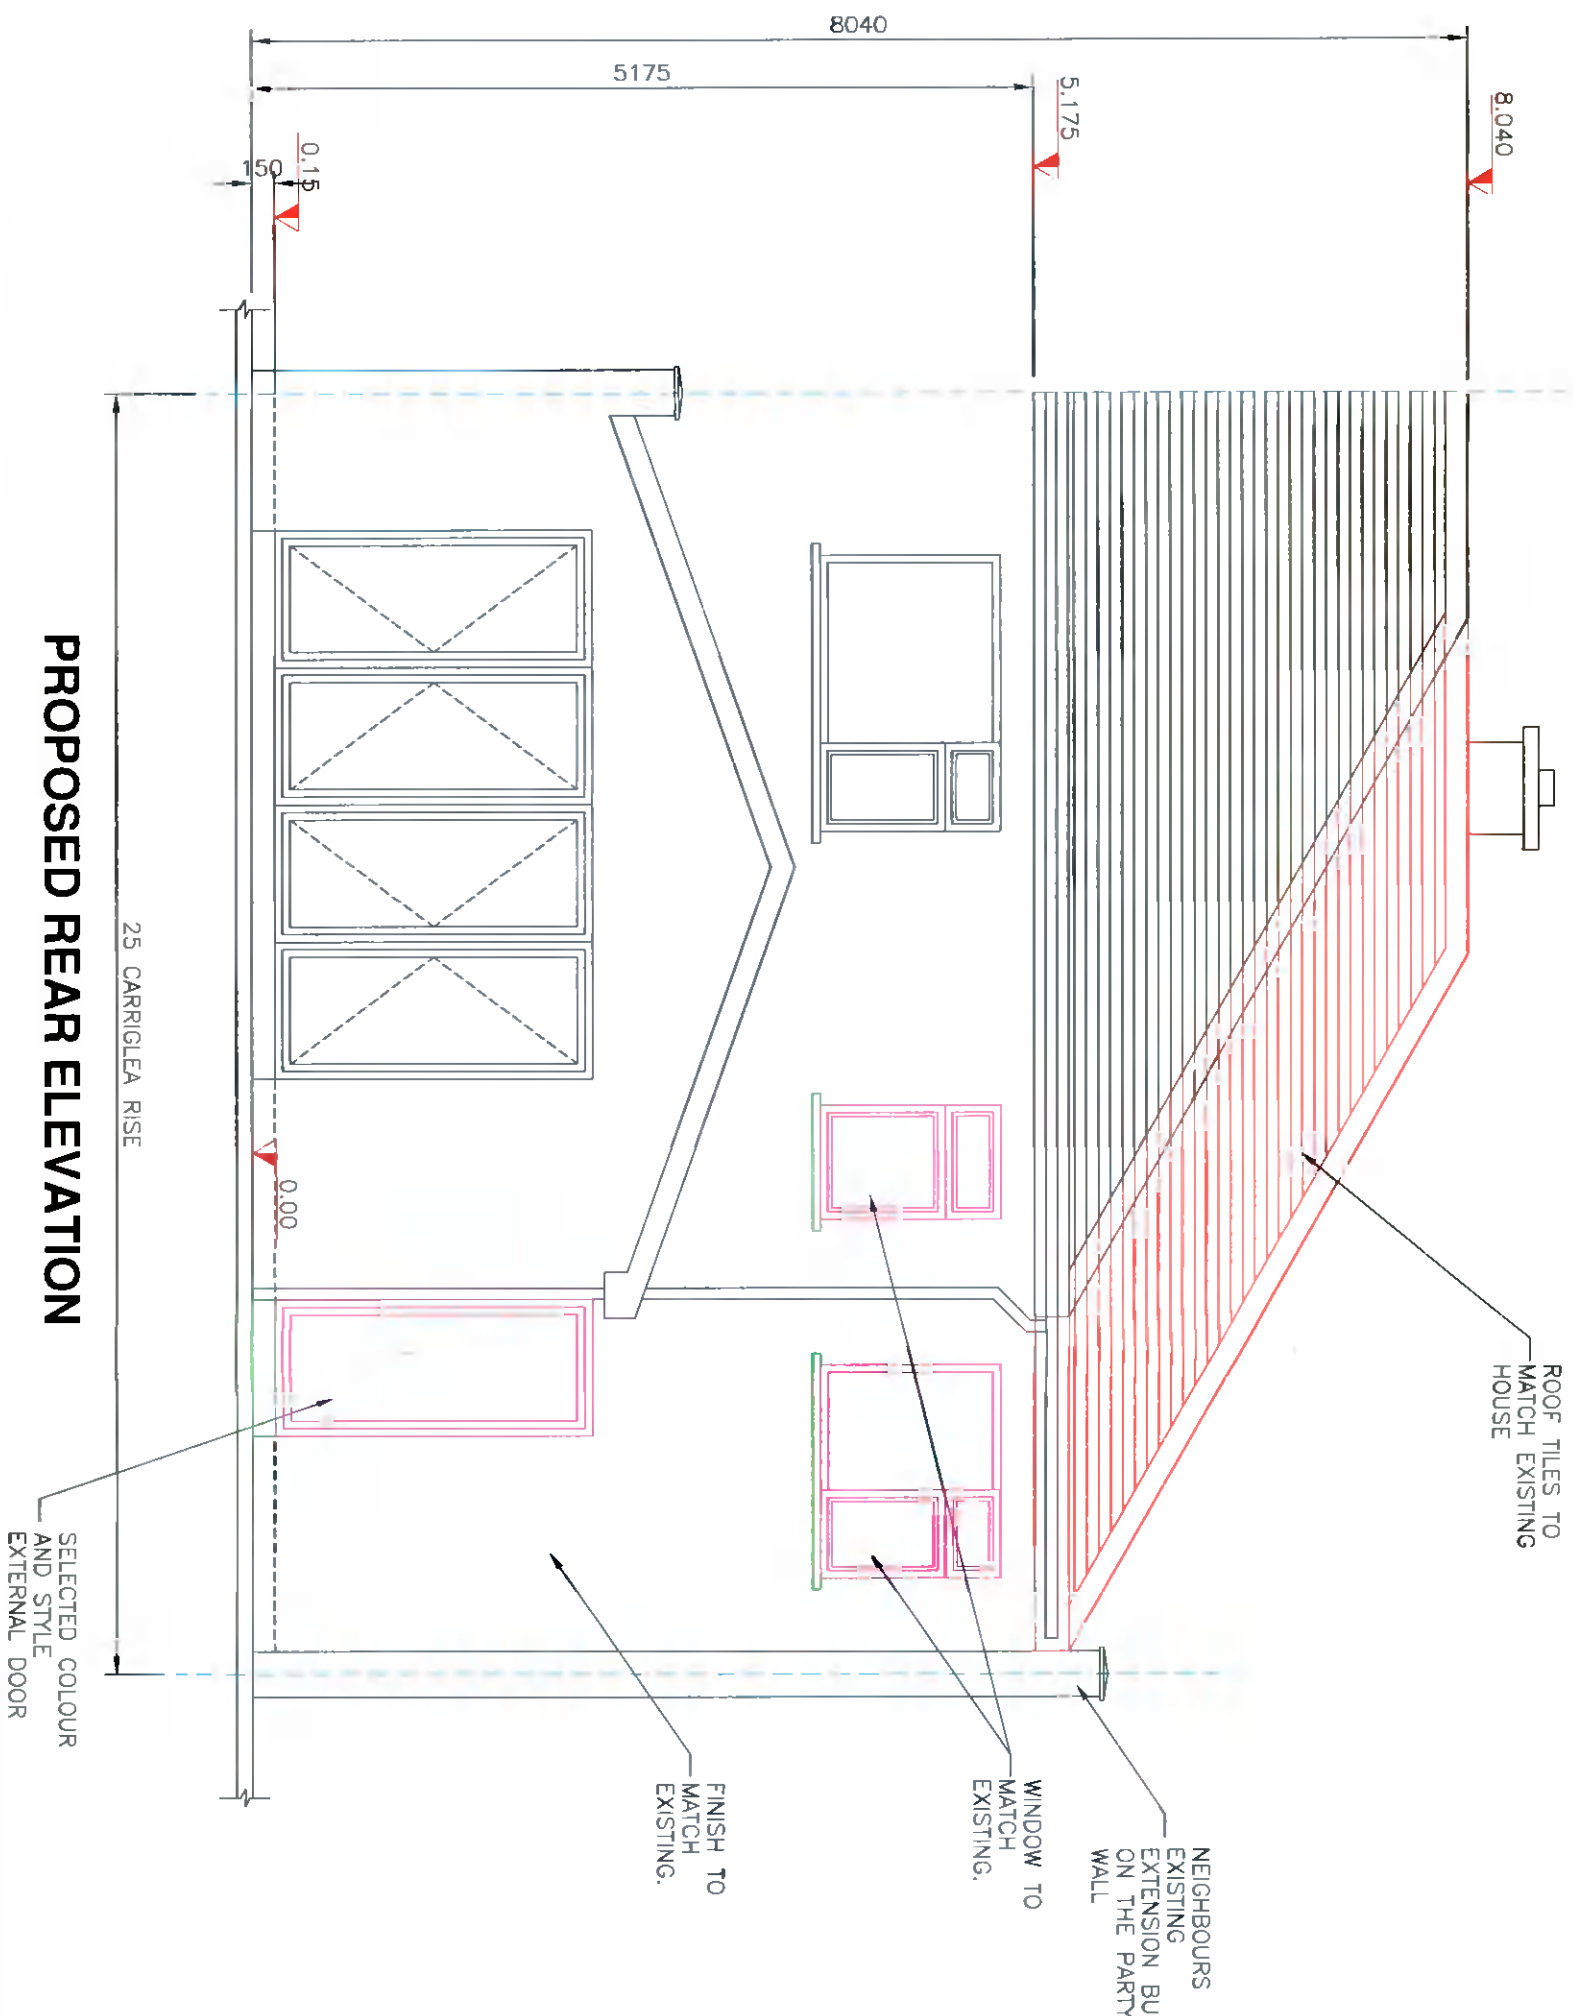 8040
5175
8.040
5.175
0.15
150
0.00
ROOF TILES TO
MATCH EXISTING
HOUSE
NEIGHBOURS
EXISTING
EXTENSION BU
ON THE PARTY
WALL
WINDOW TO
MATCH
EXISTING.
FINISH TO
MATCH
EXISTING.
SELECTED COLOUR
AND STYLE
EXTERNAL DOOR
25 CARRIGLEA RISE
PROPOSED REAR ELEVATION